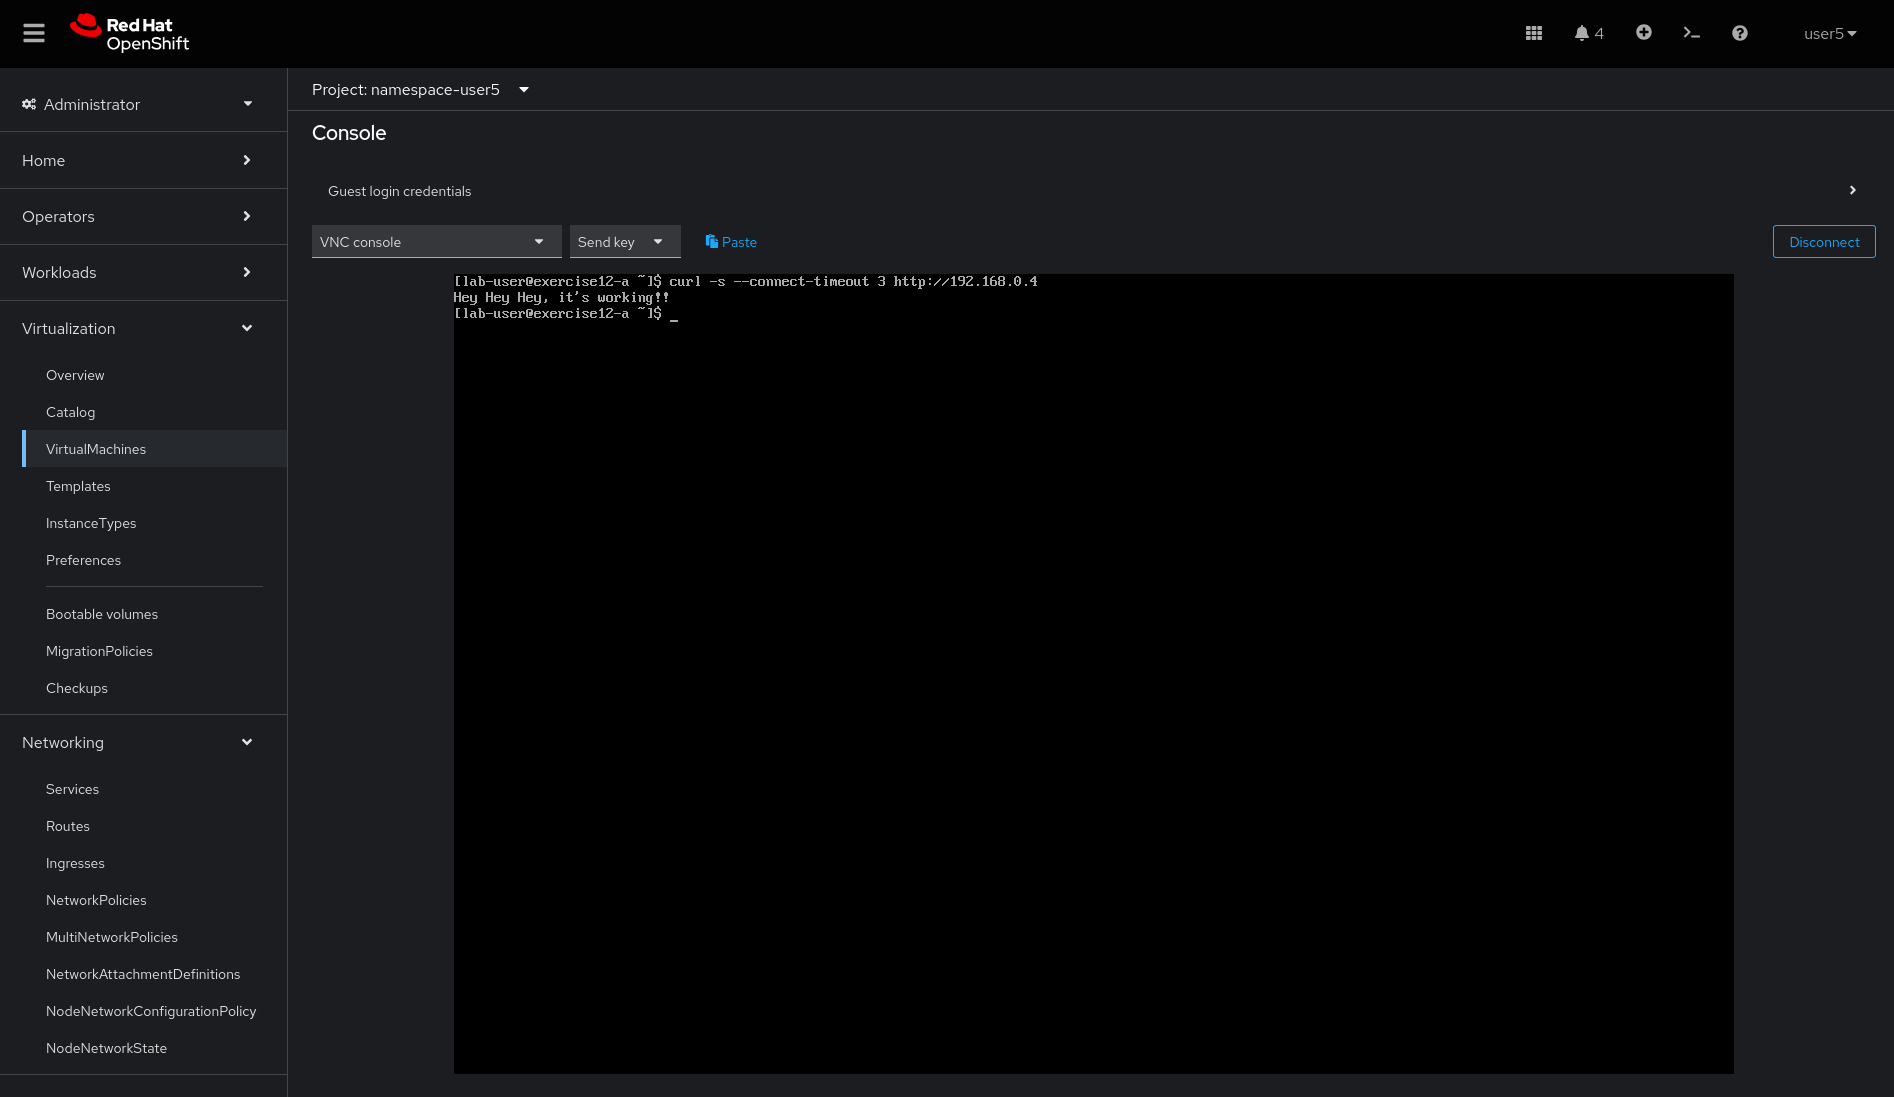 Red Hat
OpenShift
4
user5
Administrator
Home
Operators
Workloads
Virtualization
Overview
Catalog
VirtualMachines
Templates
InstanceTypes
Preferences
Bootable volumes
MigrationPolicies
Checkups
Networking
Services
Routes
Ingresses
NetworkPolicies
MultiNetworkPolicies
NetworkAttachmentDefinitions
NodeNetworkConfigurationPolicy
NodeNetworkState
Project: namespace-user5
Console
Guest login credentials
VNC console
Send key
Paste
Disconnect
[lab-user@exercise12-a ~]$ curl -s --connect-timeout 3 http://192.168.0.4
Hey Hey Hey, it's working!!
[lab-user@exercise12-a ~]$ _